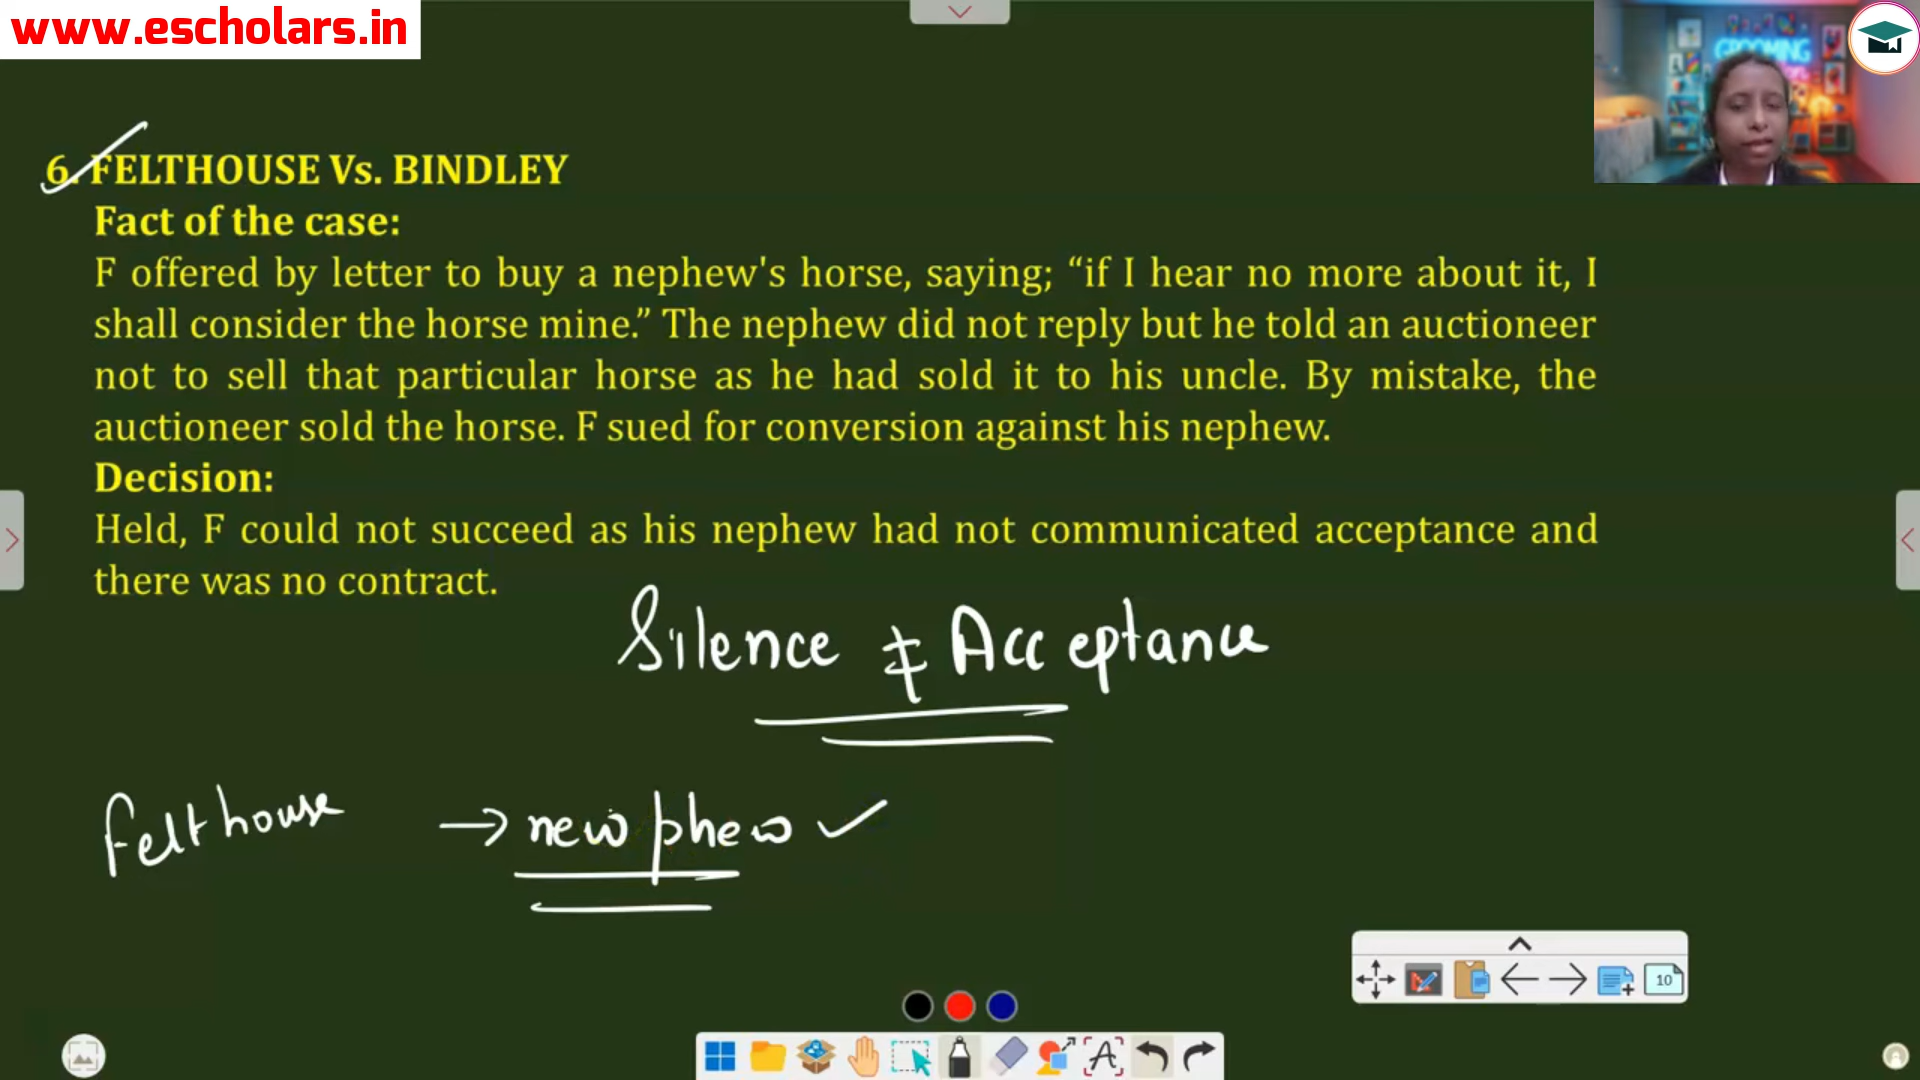 www.escholars.in
GROOMING
6. FELTHOUSE Vs. BINDLEY
Fact of the case:
F offered by letter to buy a nephew's horse, saying; “if I hear no more about it, I
shall consider the horse mine.” The nephew did not reply but he told an auctioneer
not to sell that particular horse as he had sold it to his uncle. By mistake, the
auctioneer sold the horse. F sued for conversion against his nephew.
Decision:
Held, F could not succeed as his nephew had not communicated acceptance and
there was no contract.
Silence ≠ Acceptance
Felthouse → newphew ✓
10